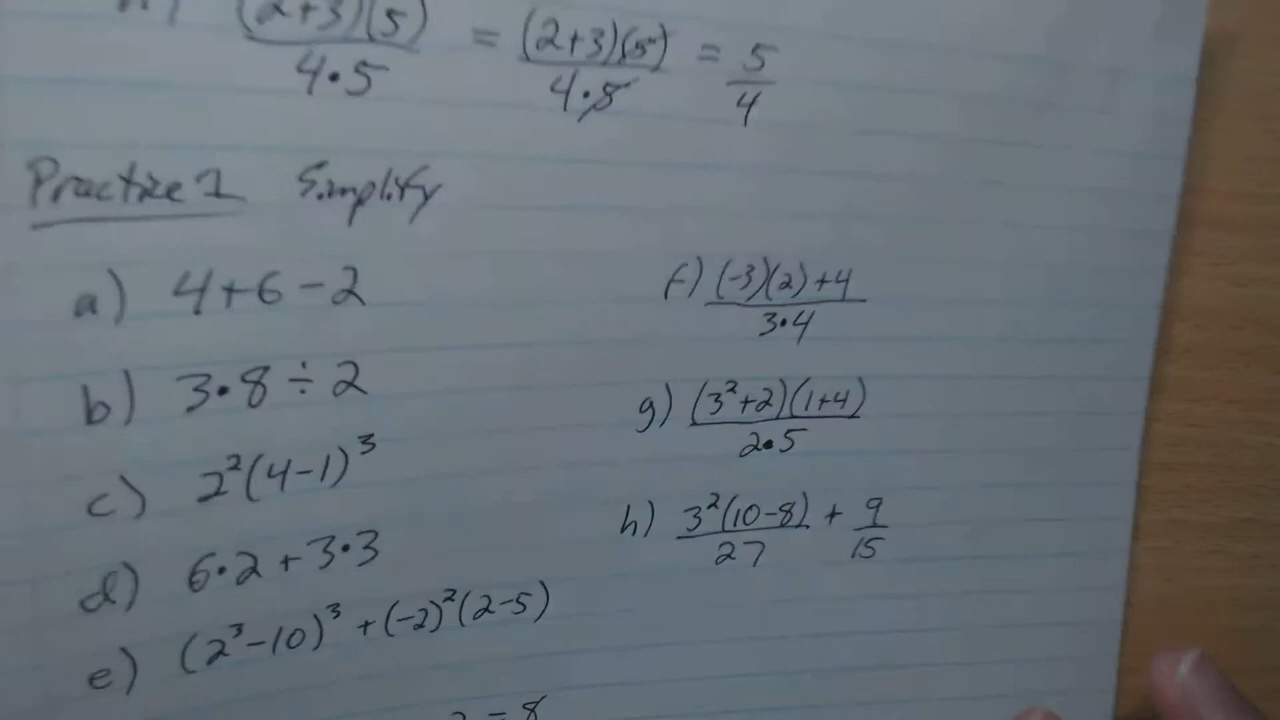 (2+3)(5) / 4•5 = (2+3)(5) / 4•5 = 5/4
Practice 1 Simplify
a) 4+6-2
b) 3•8÷2
c) 2²(4-1)³
d) 6•2+3•3
e) (2³-10)³+(-2)²(2-5)
f) (-3)(2)+4 / 3•4
g) (3²+2)(1+4) / 2•5
h) 3²(10-8) / 27 + 9/15
= 8